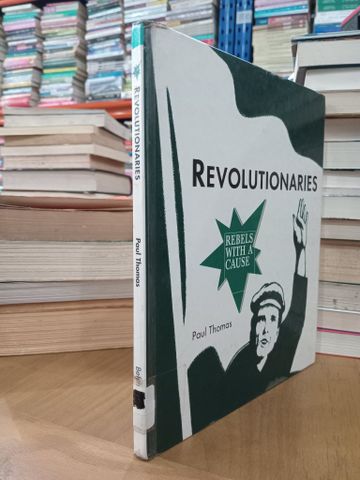 REVOLUTIONARIES
Paul Thomas
REVOLUTIONARIES
REBELS
WITH A
CAUSE
Paul Thomas